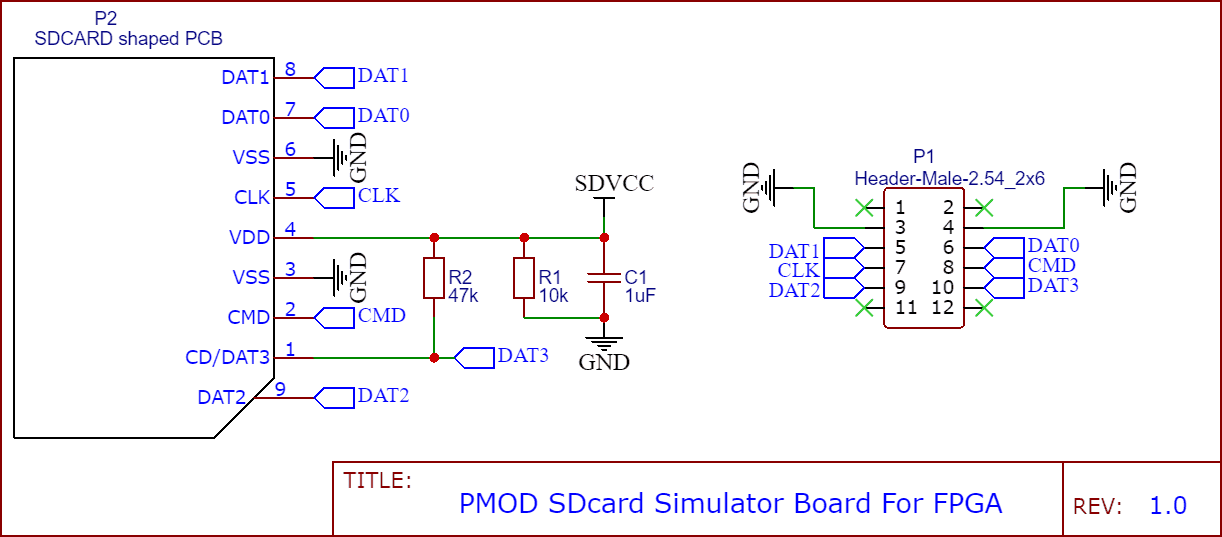 P2
SDCARD shaped PCB
DAT1 8 DAT1
DAT0 7 DAT0
VSS 6 GND
CLK 5 CLK
VDD 4
VSS 3 GND
CMD 2 CMD
CD/DAT3 1 DAT3
DAT2 9 DAT2
SDVCC
R2
47k
R1
10k
C1
1uF
GND
P1
Header-Male-2.54_2x6
GND GND
1 2
3 4
DAT1 5 6 DAT0
CLK 7 8 CMD
DAT2 9 10 DAT3
11 12
TITLE:
PMOD SDcard Simulator Board For FPGA
REV: 1.0